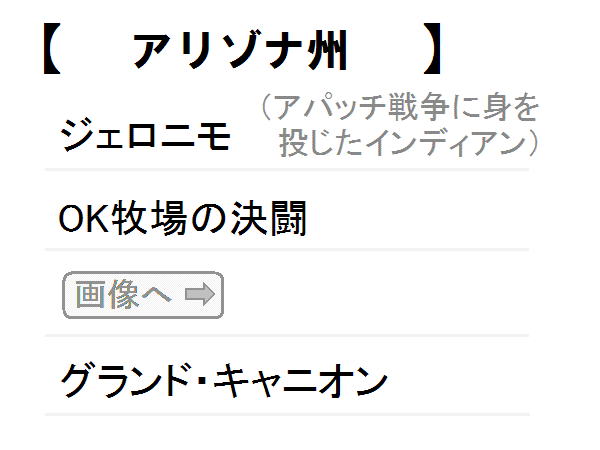 【 アリゾナ州 】
ジェロニモ (アパッチ戦争に身を
投じたインディアン)
OK牧場の決闘
画像へ ⇒
グランド・キャニオン